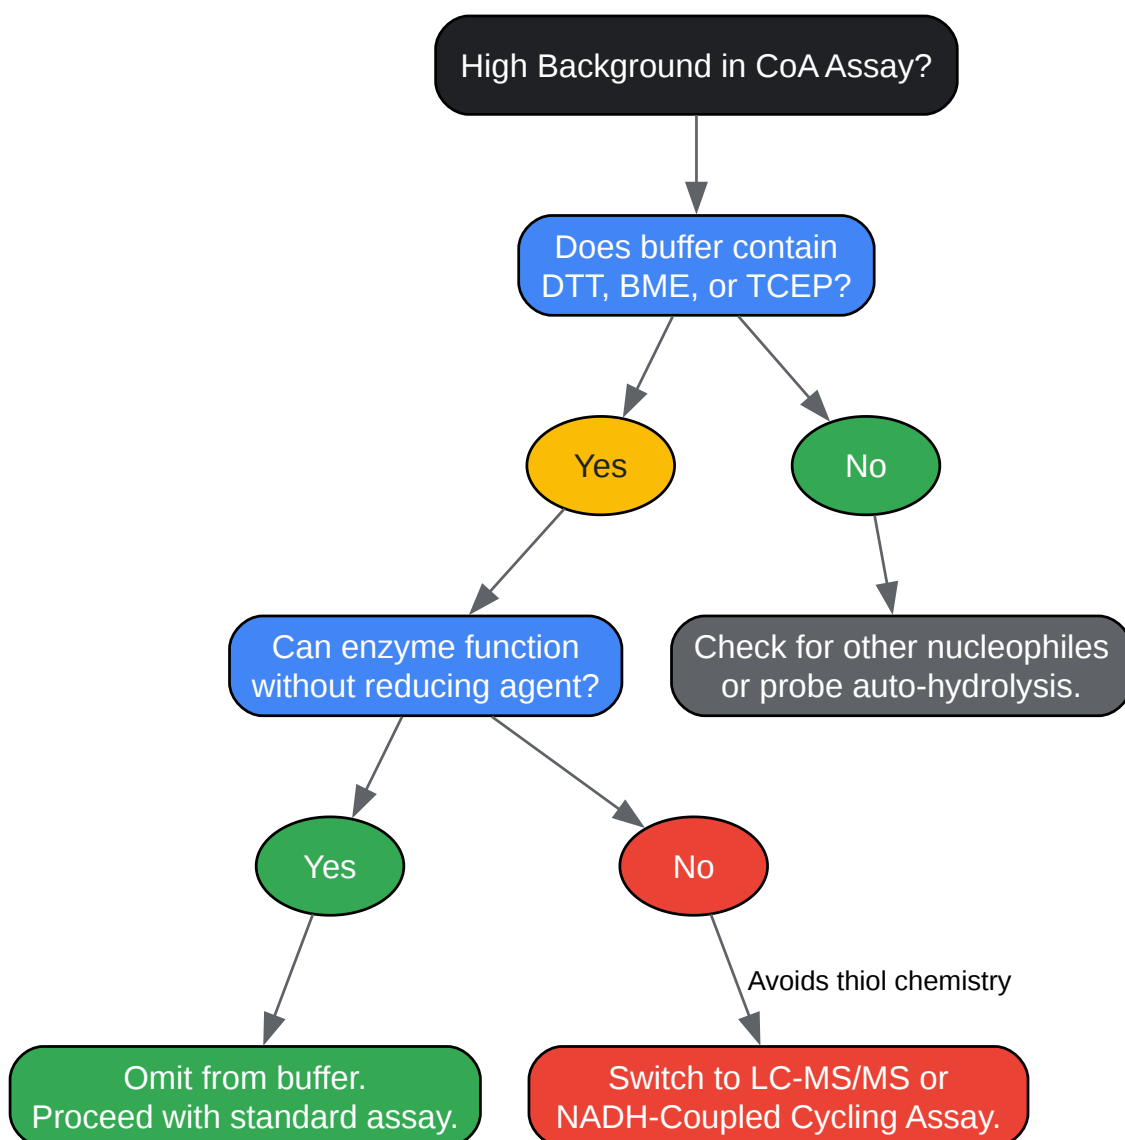 High Background in CoA Assay?
Does buffer contain
DTT, BME, or TCEP?
Yes
No
Can enzyme function
without reducing agent?
Check for other nucleophiles
or probe auto-hydrolysis.
Yes
No
Avoids thiol chemistry
Omit from buffer.
Proceed with standard assay.
Switch to LC-MS/MS or
NADH-Coupled Cycling Assay.